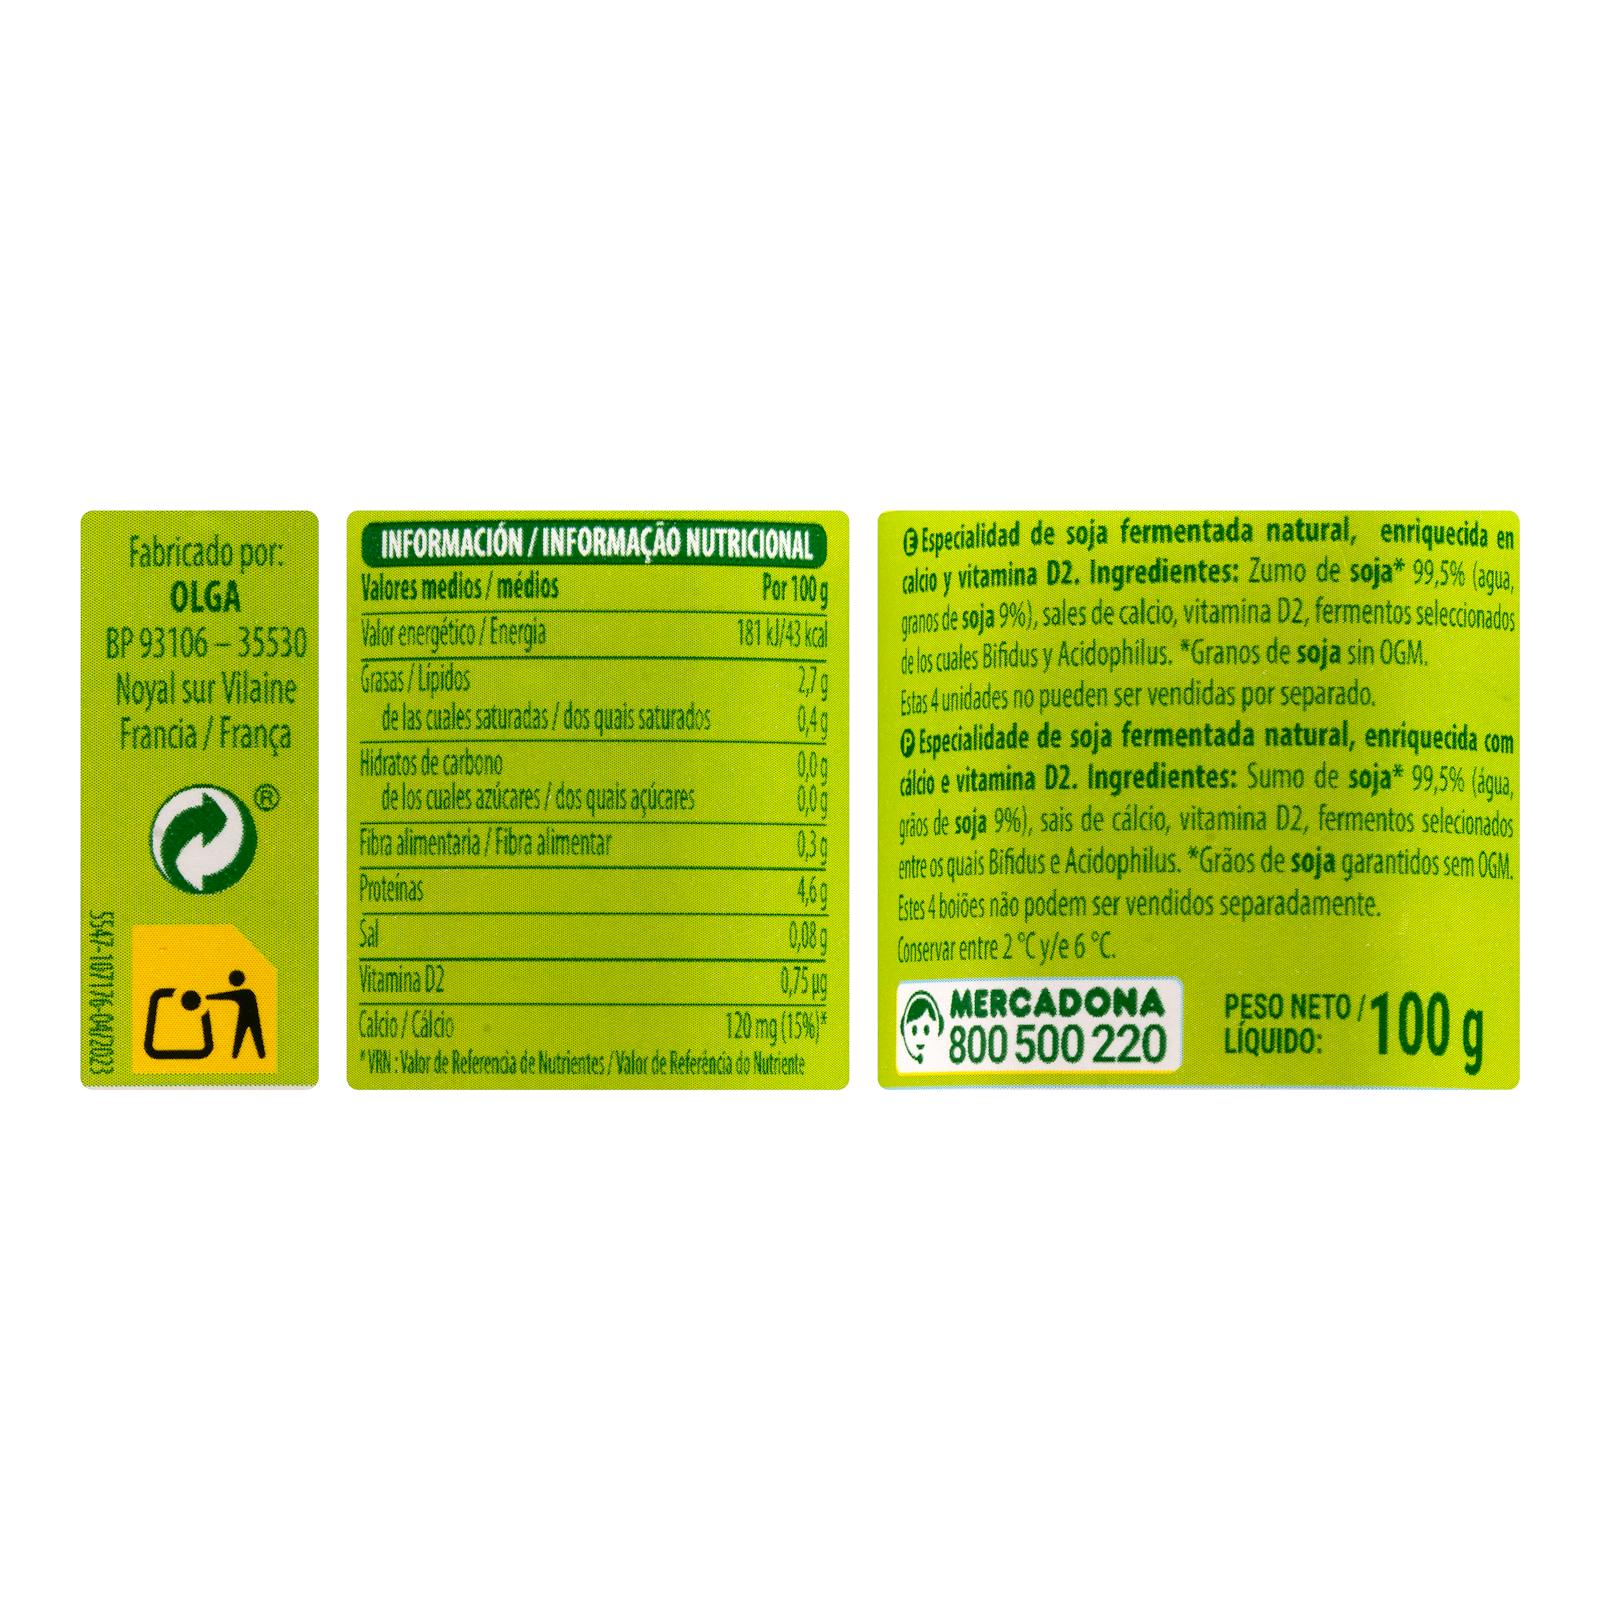 Fabricado por:
OLGA
BP 93106 – 35530
Noyal sur Vilaine
Francia / França
®
5547-107176-04/2023
INFORMACIÓN / INFORMAÇÃO NUTRICIONAL
Valores medios / médios Por 100 g
Valor energético / Energia 181 kJ/43 kcal
Grasas / Lípidos 2,7 g
de las cuales saturadas / dos quais saturados 0,4 g
Hidratos de carbono 0,0 g
de los cuales azúcares / dos quais açúcares 0,0 g
Fibra alimentaria / Fibra alimentar 0,3 g
Proteínas 4,6 g
Sal 0,08 g
Vitamina D2 0,75 µg
Calcio / Cálcio 120 mg (15%)*
*VRN : Valor de Referencia de Nutrientes / Valor de Referência do Nutriente
E Especialidad de soja fermentada natural, enriquecida en
calcio y vitamina D2. Ingredientes: Zumo de soja* 99,5% (agua,
granos de soja 9%), sales de calcio, vitamina D2, fermentos seleccionados
de los cuales Bifidus y Acidophilus. *Granos de soja sin OGM.
Estas 4 unidades no pueden ser vendidas por separado.
P Especialidade de soja fermentada natural, enriquecida com
cálcio e vitamina D2. Ingredientes: Sumo de soja* 99,5% (água,
grãos de soja 9%), sais de cálcio, vitamina D2, fermentos selecionados
entre os quais Bifidus e Acidophilus. *Grãos de soja garantidos sem OGM.
Estes 4 boiões não podem ser vendidos separadamente.
Conservar entre 2 °C y/e 6 °C.
MERCADONA
800 500 220
PESO NETO /
LÍQUIDO: 100 g